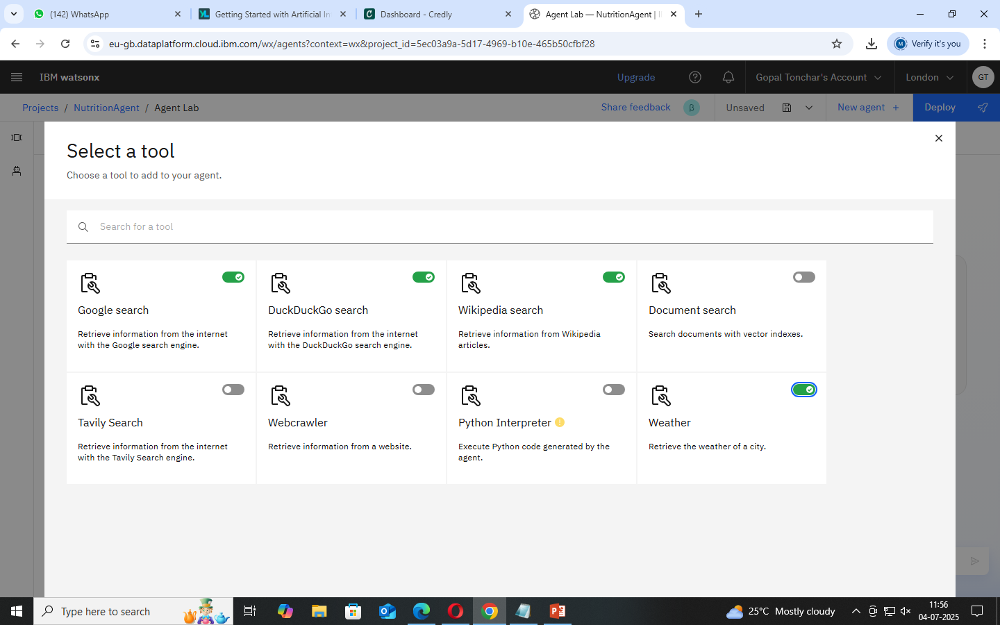 (142) WhatsApp
Getting Started with Artificial In
Dashboard - Credly
Agent Lab — NutritionAgent |
eu-gb.dataplatform.cloud.ibm.com/wx/agents?context=wx&project_id=5ec03a9a-5d17-4969-b10e-465b50cfbf28
Verify it's you
IBM watsonx
Upgrade
Gopal Tonchar's Account
London
GT
Projects / NutritionAgent / Agent Lab
Share feedback
β
Unsaved
New agent +
Deploy
Select a tool
Choose a tool to add to your agent.
Search for a tool
Google search
Retrieve information from the internet
with the Google search engine.
DuckDuckGo search
Retrieve information from the internet
with the DuckDuckGo search engine.
Wikipedia search
Retrieve information from Wikipedia
articles.
Document search
Search documents with vector indexes.
Tavily Search
Retrieve information from the internet
with the Tavily Search engine.
Webcrawler
Retrieve information from a website.
Python Interpreter
Execute Python code generated by the
agent.
Weather
Retrieve the weather of a city.
Type here to search
25°C Mostly cloudy
11:56
04-07-2025